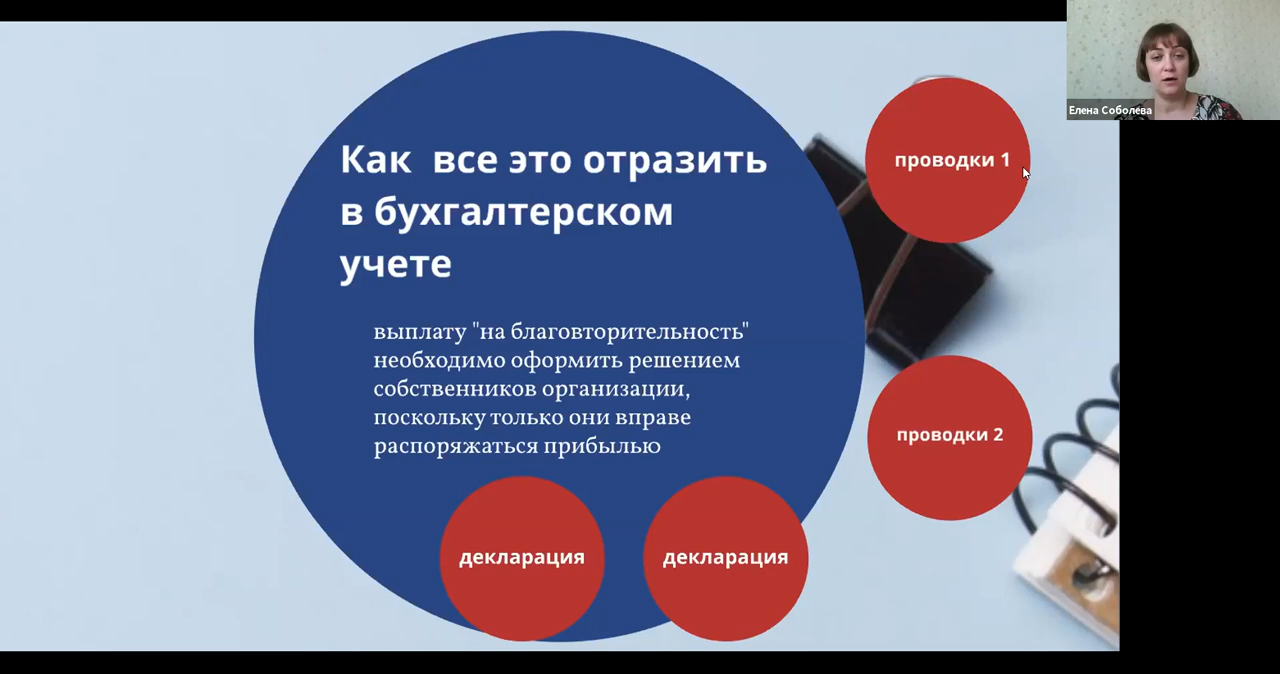 Елена Соболева
Как все это отразить
в бухгалтерском
учете
выплату "на благовторительность"
необходимо оформить решением
собственников организации,
поскольку только они вправе
распоряжаться прибылью
проводки 1
проводки 2
декларация
декларация